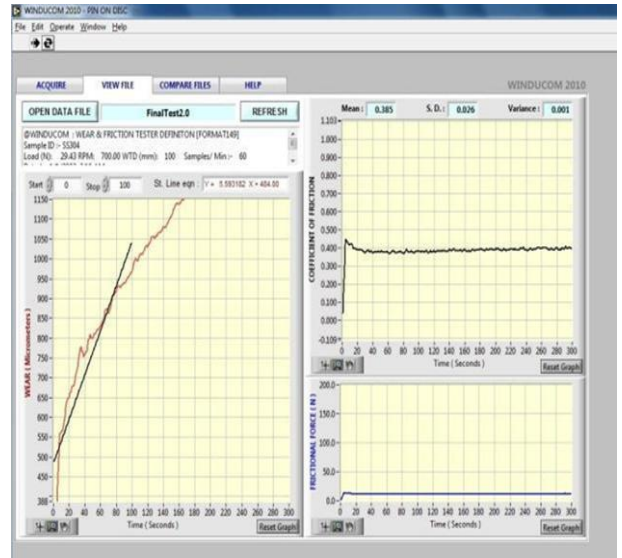 WINDUCOM 2010 - PIN ON DISC
File Edit Operate Window Help
ACQUIRE VIEW FILE COMPARE FILES HELP
WINDUCOM 2010
OPEN DATA FILE FinalTest2.0 REFRESH
@WINDUCOM : WEAR & FRICTION TESTER DEFINITON [FORMAT149]
Sample ID :- SS304
Load (N): 29.43 RPM: 700.00 WTD (mm): 100 Samples/ Min :- 60
Start 0 Stop 100 St. Line eqn : Y = 5.593182 X + 484.00
1150
1100
1050
1000
950
900
850
800
750
700
650
600
550
500
450
388
WEAR ( Micrometers )
0 20 40 60 80 100 120 140 160 180 200 220 240 260 280 300
Time ( Seconds )
Reset Graph
Mean : 0.385 S. D. : 0.026 Variance : 0.001
1.103
1.000
0.900
0.800
0.700
0.600
0.500
0.400
0.300
0.200
0.100
0.000
-0.109
COEFFICIENT OF FRICTION
0 20 40 60 80 100 120 140 160 180 200 220 240 260 280 300
Time ( Seconds )
Reset Graph
200.0
150.0
100.0
50.0
0.0
FRICTIONAL FORCE ( N )
0 20 40 60 80 100 120 140 160 180 200 220 240 260 280 300
Time ( Seconds )
Reset Graph